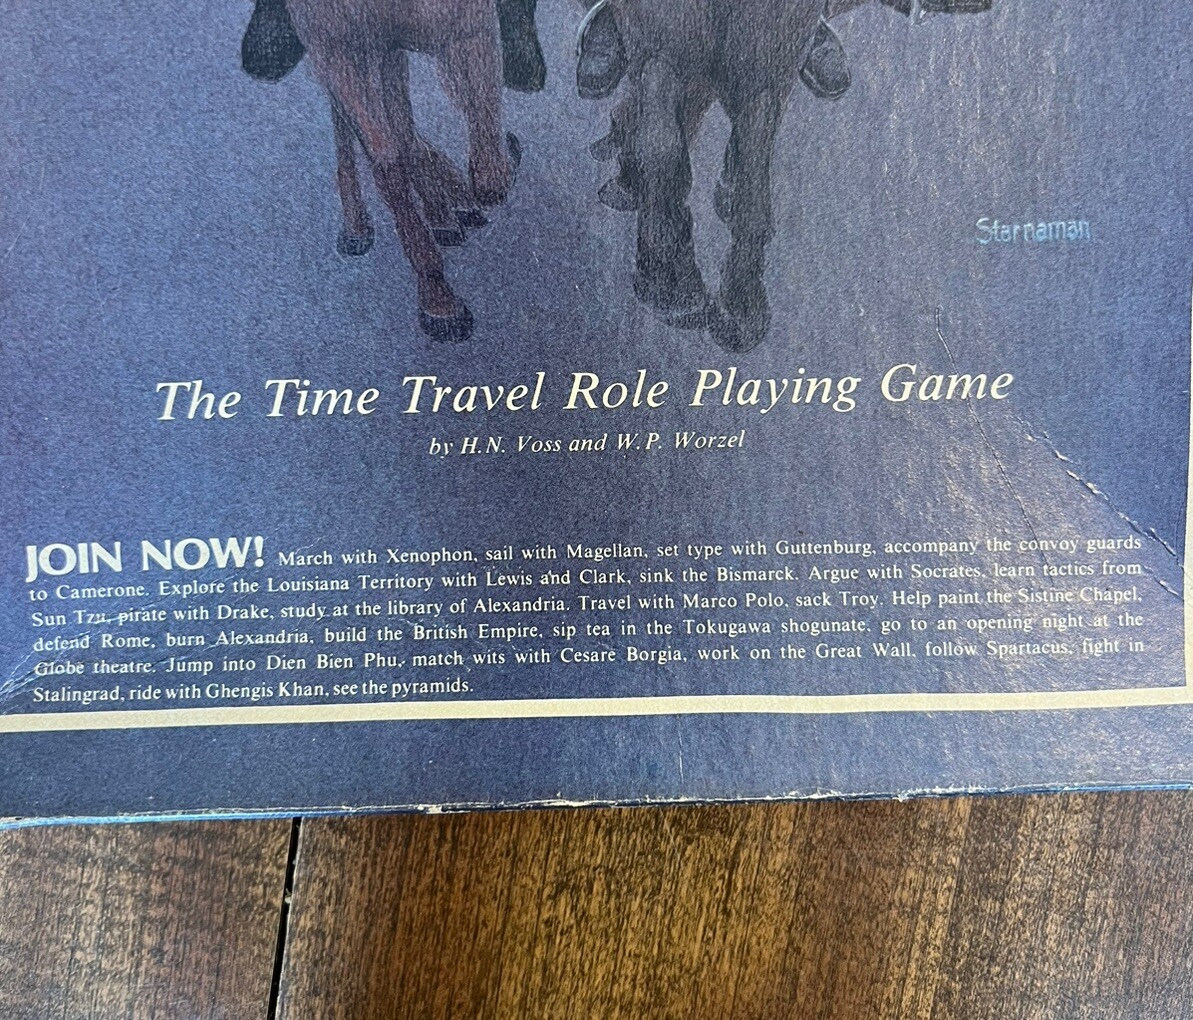 Sternaman
The Time Travel Role Playing Game
by H.N. Voss and W.P. Worzel
JOIN NOW! March with Xenophon, sail with Magellan, set type with Guttenburg, accompany the convoy guards
to Camerone. Explore the Louisiana Territory with Lewis and Clark, sink the Bismarck. Argue with Socrates, learn tactics from
Sun Tzu, pirate with Drake, study at the library of Alexandria. Travel with Marco Polo, sack Troy. Help paint the Sistine Chapel,
defend Rome, burn Alexandria, build the British Empire, sip tea in the Tokugawa shogunate, go to an opening night at the
Globe theatre. Jump into Dien Bien Phu, match wits with Cesare Borgia, work on the Great Wall, follow Spartacus, fight in
Stalingrad, ride with Ghengis Khan, see the pyramids.